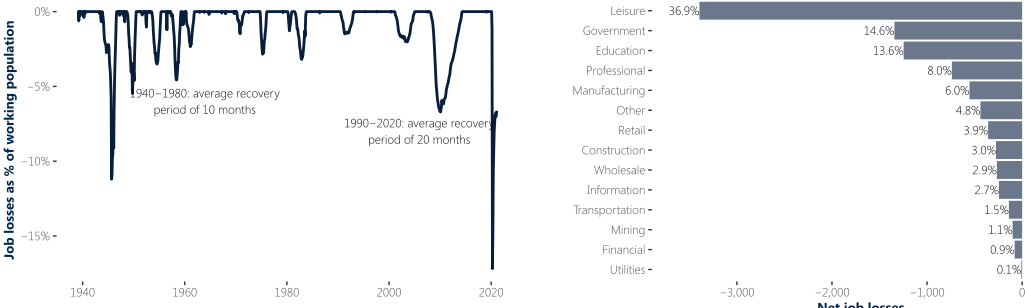 Job losses as % of working population
0%
−5%
−10%
−15%
1940−1980: average recovery
period of 10 months
1990−2020: average recovery
period of 20 months
1940
1960
1980
2000
2020
Leisure 36.9%
Government 14.6%
Education 13.6%
Professional 8.0%
Manufacturing 6.0%
Other 4.8%
Retail 3.9%
Construction 3.0%
Wholesale 2.9%
Information 2.7%
Transportation 1.5%
Mining 1.1%
Financial 0.9%
Utilities 0.1%
−3,000
−2,000
−1,000
0
Net job losses